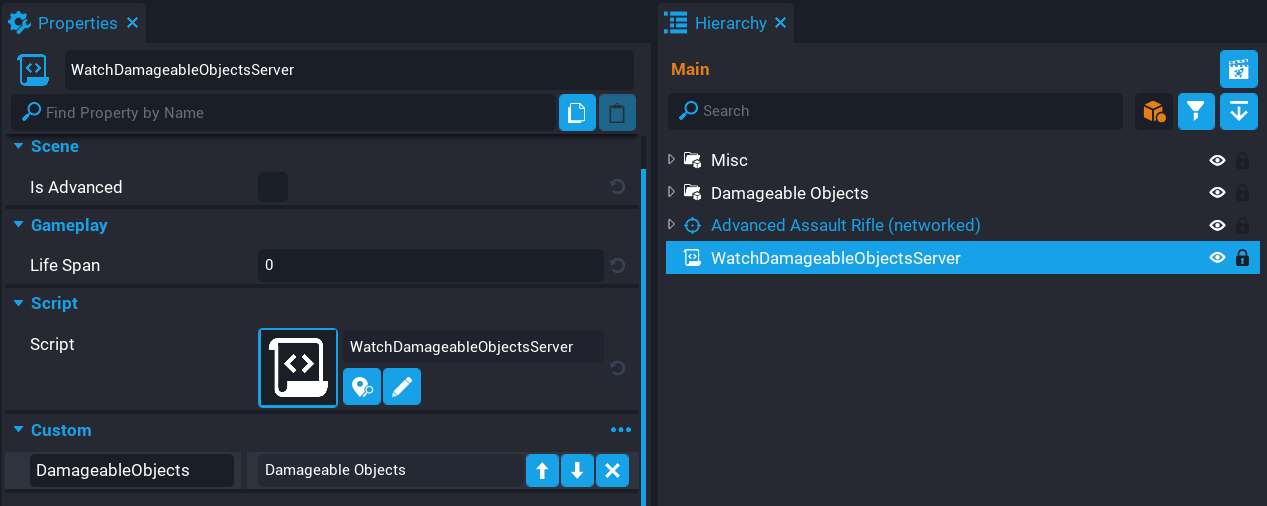 Properties
WatchDamageableObjectsServer
Find Property by Name
Scene
Is Advanced
Gameplay
Life Span
0
Script
Script
WatchDamageableObjectsServer
Custom
DamageableObjects
Damageable Objects
Hierarchy
Main
Search
Misc
Damageable Objects
Advanced Assault Rifle (networked)
WatchDamageableObjectsServer